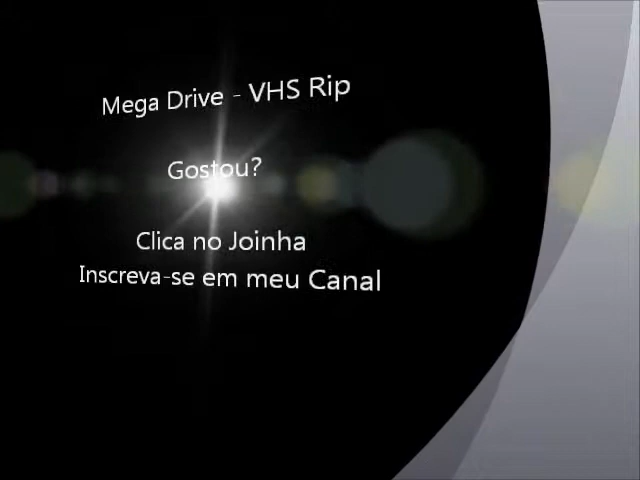 Mega Drive - VHS Rip
Gostou?
Clica no Joinha
Inscreva-se em meu Canal